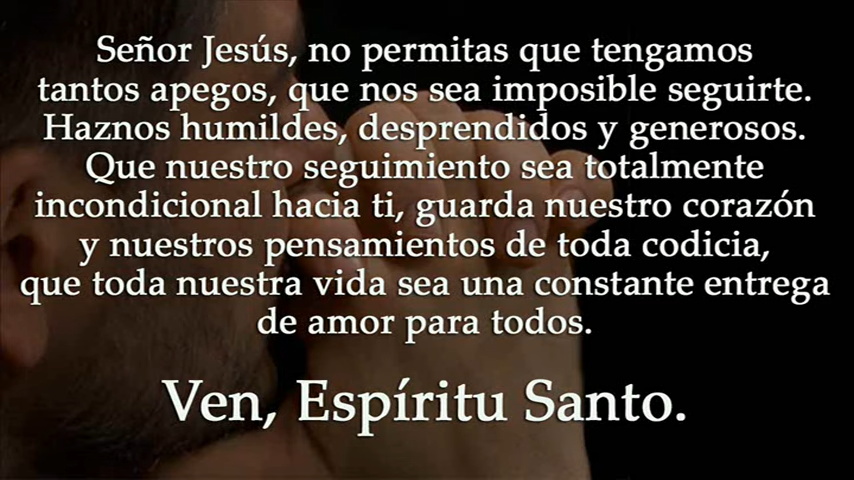 Señor Jesús, no permitas que tengamos
tantos apegos, que nos sea imposible seguirte.
Haznos humildes, desprendidos y generosos.
Que nuestro seguimiento sea totalmente
incondicional hacia ti, guarda nuestro corazón
y nuestros pensamientos de toda codicia,
que toda nuestra vida sea una constante entrega
de amor para todos.
Ven, Espíritu Santo.